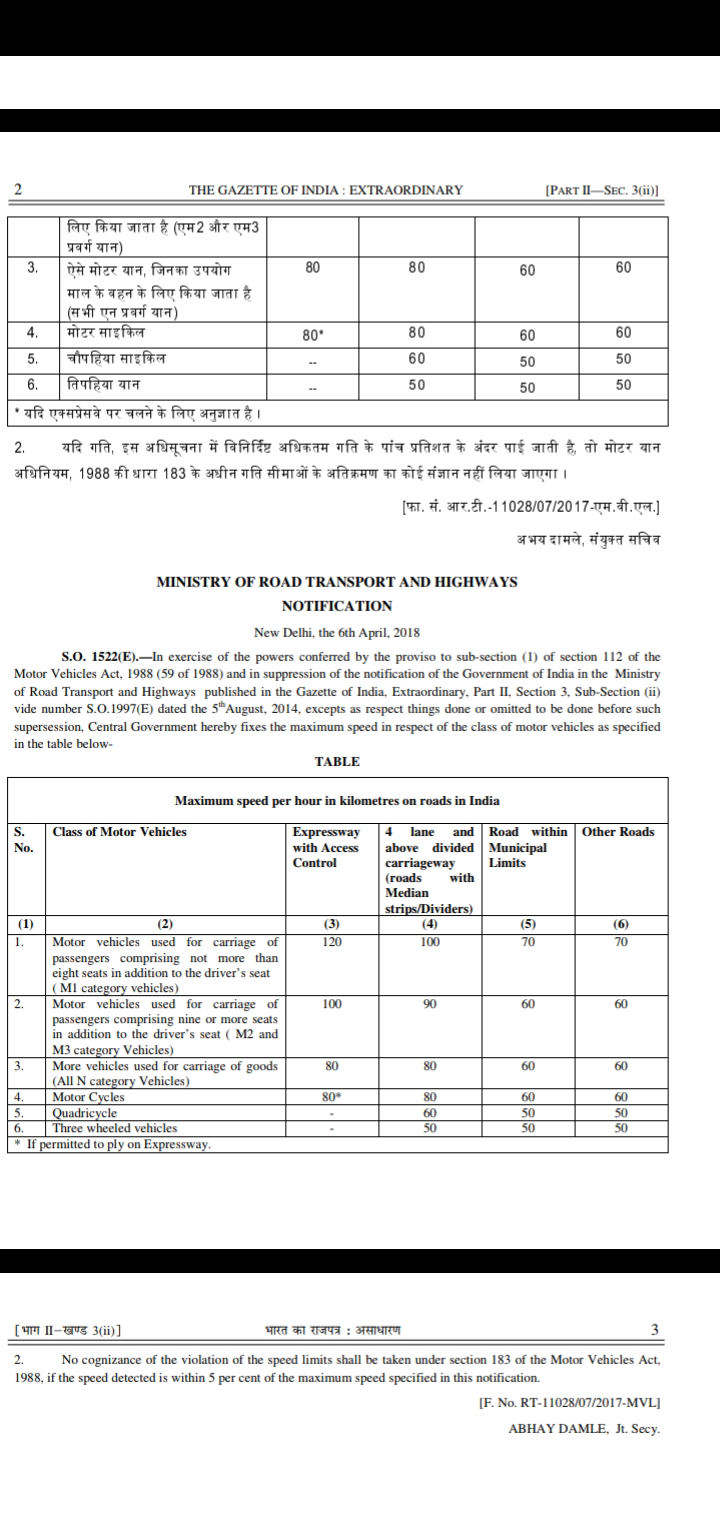 2 THE GAZETTE OF INDIA : EXTRAORDINARY [PART II—SEC. 3(ii)]
लिए किया जाता है (एम2 और एम3
प्रवर्ग यान)
3. ऐसे मोटर यान, जिनका उपयोग 80 80 60 60
माल के वहन के लिए किया जाता है
(सभी एन प्रवर्ग यान)
4. मोटर साइकिल 80* 80 60 60
5. चौपहिया साइकिल -- 60 50 50
6. तिपहिया यान -- 50 50 50
* यदि एक्सप्रेसवे पर चलने के लिए अनुज्ञात है ।
2. यदि गति, इस अधिसूचना में विनिर्दिष्ट अधिकतम गति के पांच प्रतिशत के अंदर पाई जाती है, तो मोटर यान
अधिनियम, 1988 की धारा 183 के अधीन गति सीमाओं के अतिक्रमण का कोई संज्ञान नहीं लिया जाएगा ।
[फा. सं. आर.टी.-11028/07/2017-एम.वी.एल.]
अभय दामले, संयुक्त सचिव
MINISTRY OF ROAD TRANSPORT AND HIGHWAYS
NOTIFICATION
New Delhi, the 6th April, 2018
S.O. 1522(E).—In exercise of the powers conferred by the proviso to sub-section (1) of section 112 of the
Motor Vehicles Act, 1988 (59 of 1988) and in suppression of the notification of the Government of India in the Ministry
of Road Transport and Highways published in the Gazette of India, Extraordinary, Part II, Section 3, Sub-Section (ii)
vide number S.O.1997(E) dated the 5th August, 2014, excepts as respect things done or omitted to be done before such
supersession, Central Government hereby fixes the maximum speed in respect of the class of motor vehicles as specified
in the table below-
TABLE
Maximum speed per hour in kilometres on roads in India
S. Class of Motor Vehicles Expressway 4 lane and Road within Other Roads
No. with Access above divided Municipal
Control carriageway Limits
(roads with
Median
strips/Dividers)
(1) (2) (3) (4) (5) (6)
1. Motor vehicles used for carriage of 120 100 70 70
passengers comprising not more than
eight seats in addition to the driver's seat
( M1 category vehicles)
2. Motor vehicles used for carriage of 100 90 60 60
passengers comprising nine or more seats
in addition to the driver's seat ( M2 and
M3 category Vehicles)
3. More vehicles used for carriage of goods 80 80 60 60
(All N category Vehicles)
4. Motor Cycles 80* 80 60 60
5. Quadricycle - 60 50 50
6. Three wheeled vehicles - 50 50 50
* If permitted to ply on Expressway.
[भाग II—खण्ड 3(ii)] भारत का राजपत्र : असाधारण 3
2. No cognizance of the violation of the speed limits shall be taken under section 183 of the Motor Vehicles Act,
1988, if the speed detected is within 5 per cent of the maximum speed specified in this notification.
[F. No. RT-11028/07/2017-MVL]
ABHAY DAMLE, Jt. Secy.